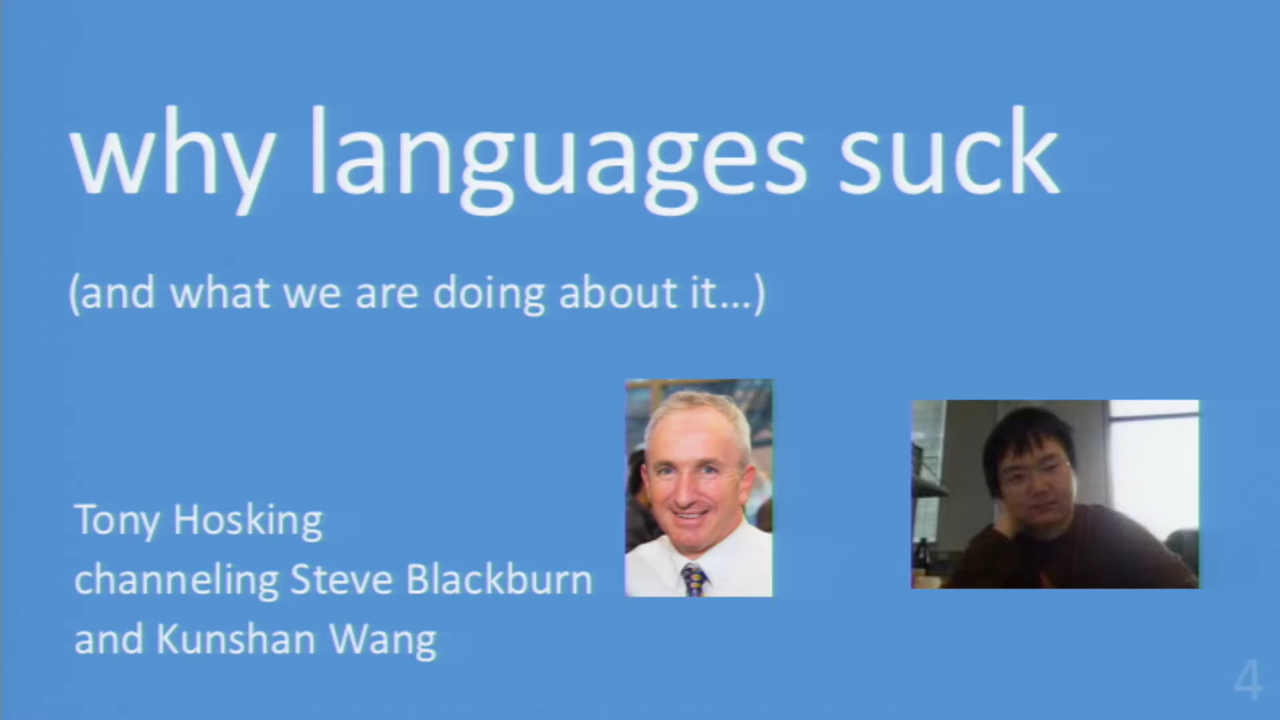 why languages suck
(and what we are doing about it...)
Tony Hosking
channeling Steve Blackburn
and Kunshan Wang
4